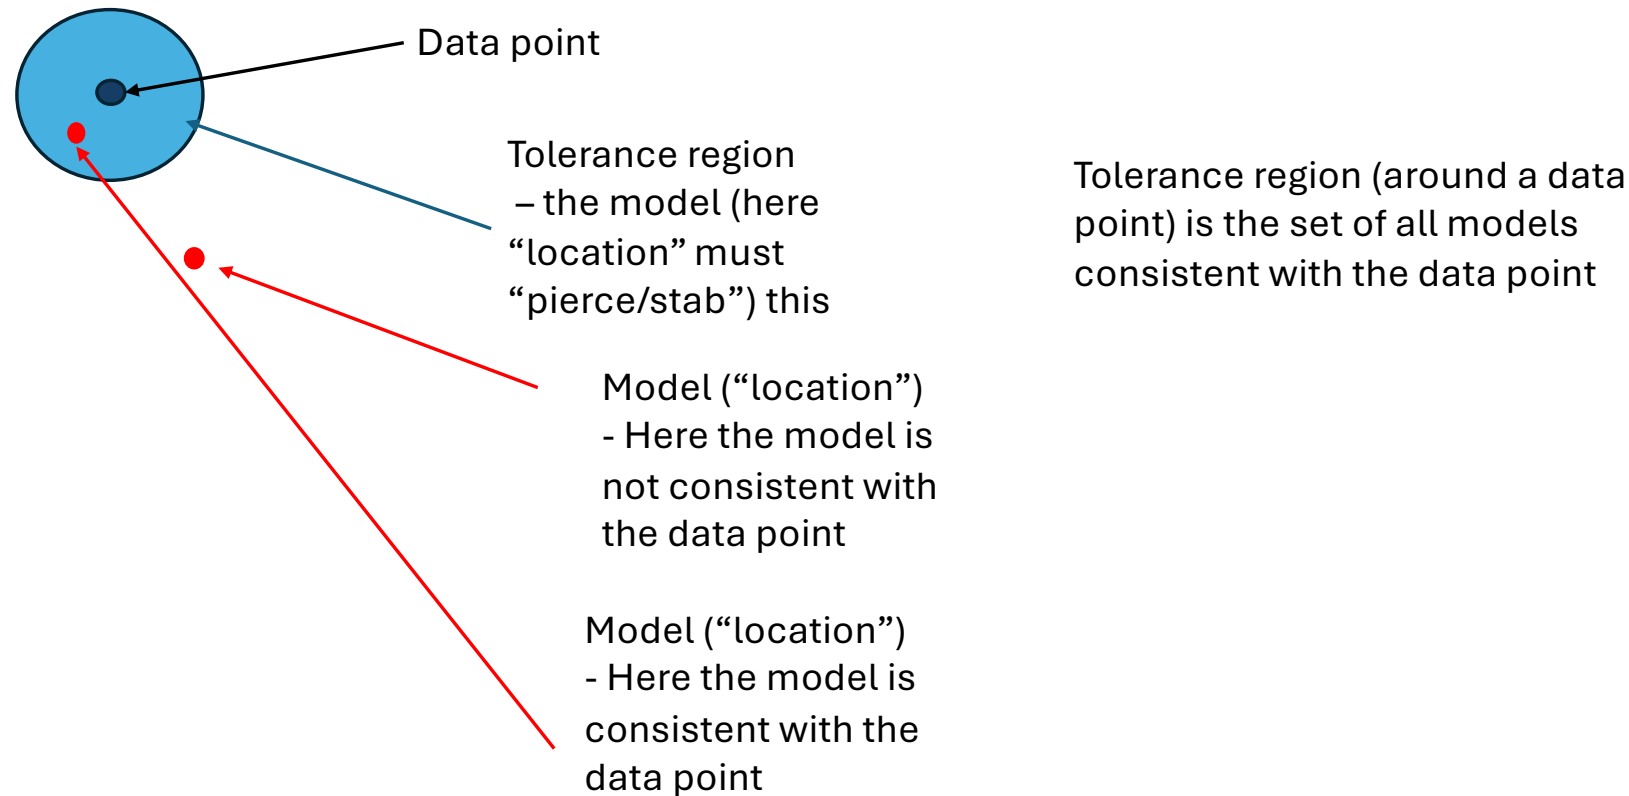 Data point
Tolerance region
– the model (here
“location” must
“pierce/stab”) this
Tolerance region (around a data
point) is the set of all models
consistent with the data point
Model (“location”)
- Here the model is
not consistent with
the data point
Model (“location”)
- Here the model is
consistent with the
data point